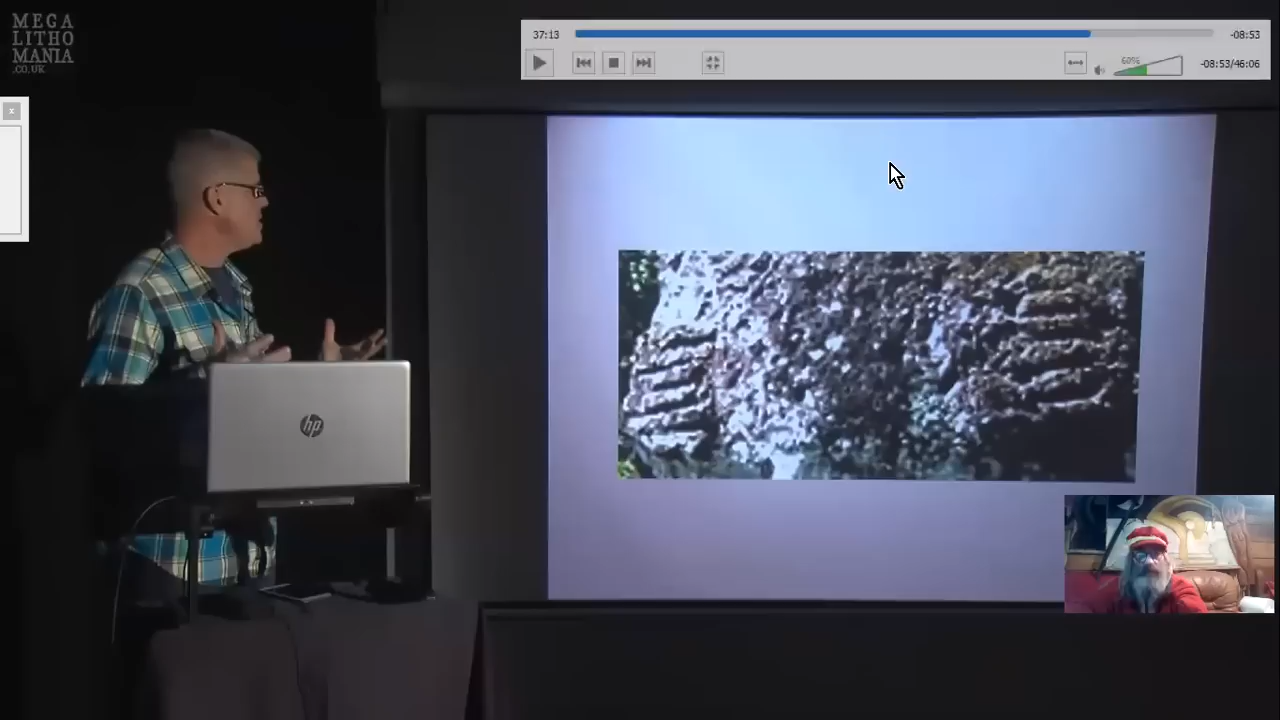 MEGA
LITHO
MANIA
.CO.UK
37:13
-08:53
60%
-08:53/46:06
x
hp